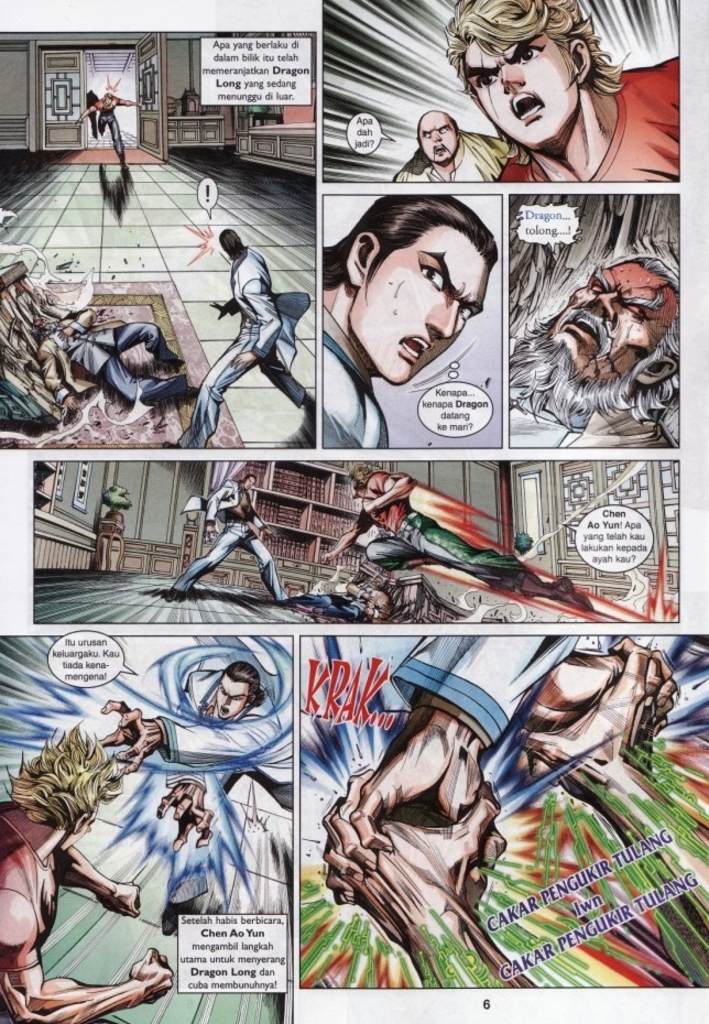 Apa yang berlaku di
dalam bilik itu telah
memeranjatkan Dragon
Long yang sedang
menunggu di luar.
!
Apa
dah
jadi?
Kenapa...
kenapa Dragon
datang
ke mari?
Dragon...
tolong....!
Chen
Ao Yun! Apa
yang telah kau
lakukan kepada
ayah kau?
Itu urusan
keluargaku. Kau
tiada kena-
mengena!
Setelah habis berbicara,
Chen Ao Yun
mengambil langkah
utama untuk menyerang
Dragon Long dan
cuba membunuhnya!
KRAK...
CAKAR PENGUKIR TULANG
lwn
CAKAR PENGUKIR TULANG
6